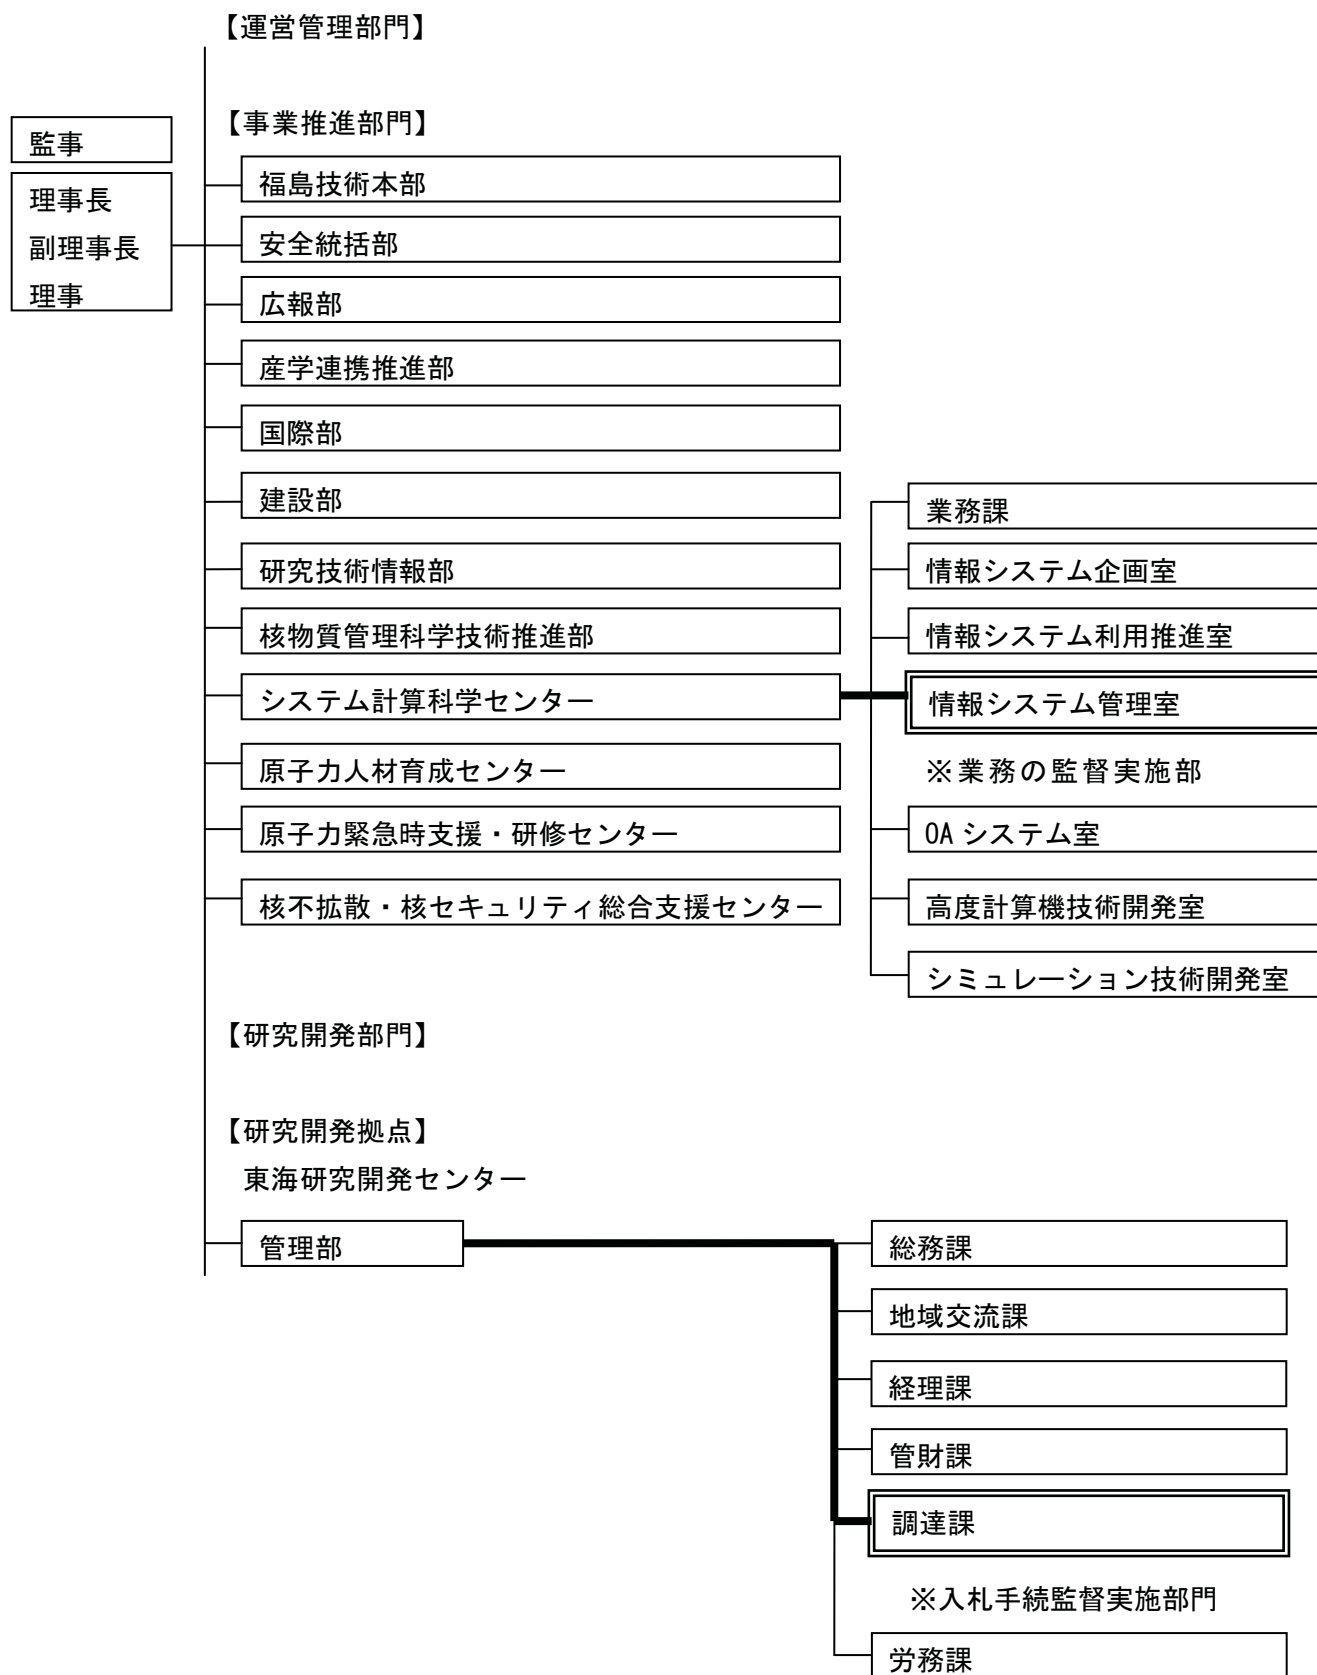 【運営管理部門】
【事業推進部門】
監事
理事長
副理事長
理事
福島技術本部
安全統括部
広報部
産学連携推進部
国際部
建設部
研究技術情報部
核物質管理科学技術推進部
システム計算科学センター
原子力人材育成センター
原子力緊急時支援・研修センター
核不拡散・核セキュリティ総合支援センター
業務課
情報システム企画室
情報システム利用推進室
情報システム管理室
※業務の監督実施部
OA システム室
高度計算機技術開発室
シミュレーション技術開発室
【研究開発部門】
【研究開発拠点】
東海研究開発センター
管理部
総務課
地域交流課
経理課
管財課
調達課
※入札手続監督実施部門
労務課